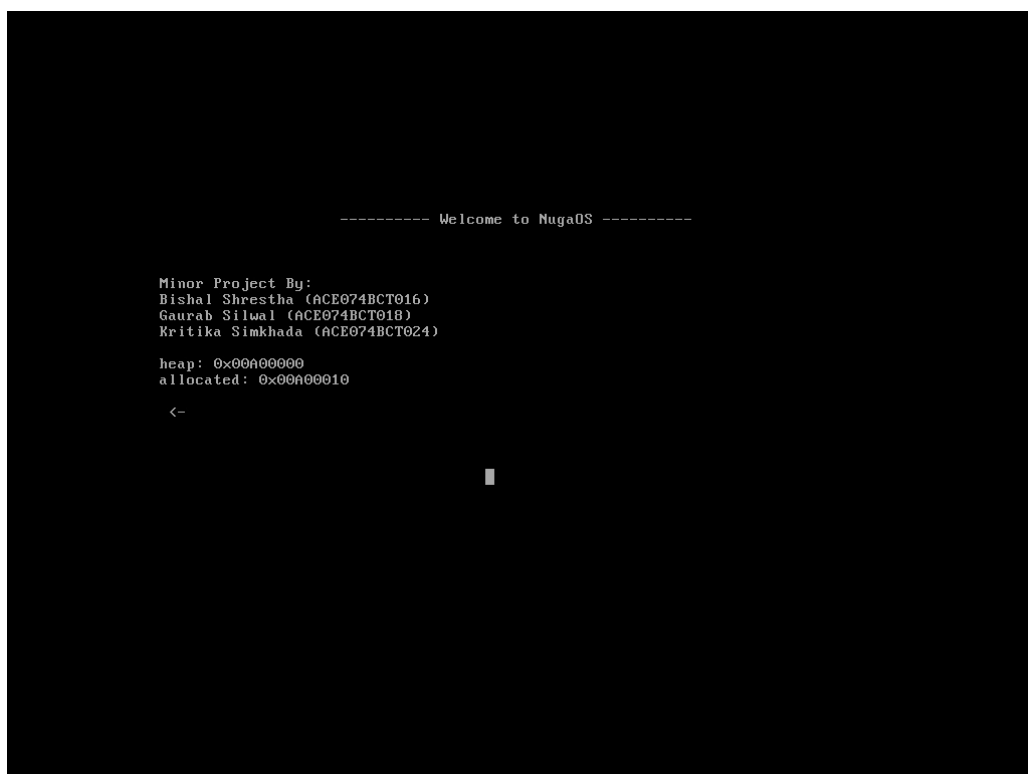 ---------- Welcome to NugaOS ----------
Minor Project By:
Bishal Shrestha (ACE074BCT016)
Gaurab Silwal (ACE074BCT018)
Kritika Simkhada (ACE074BCT024)
heap: 0x00A00000
allocated: 0x00A00010
<-